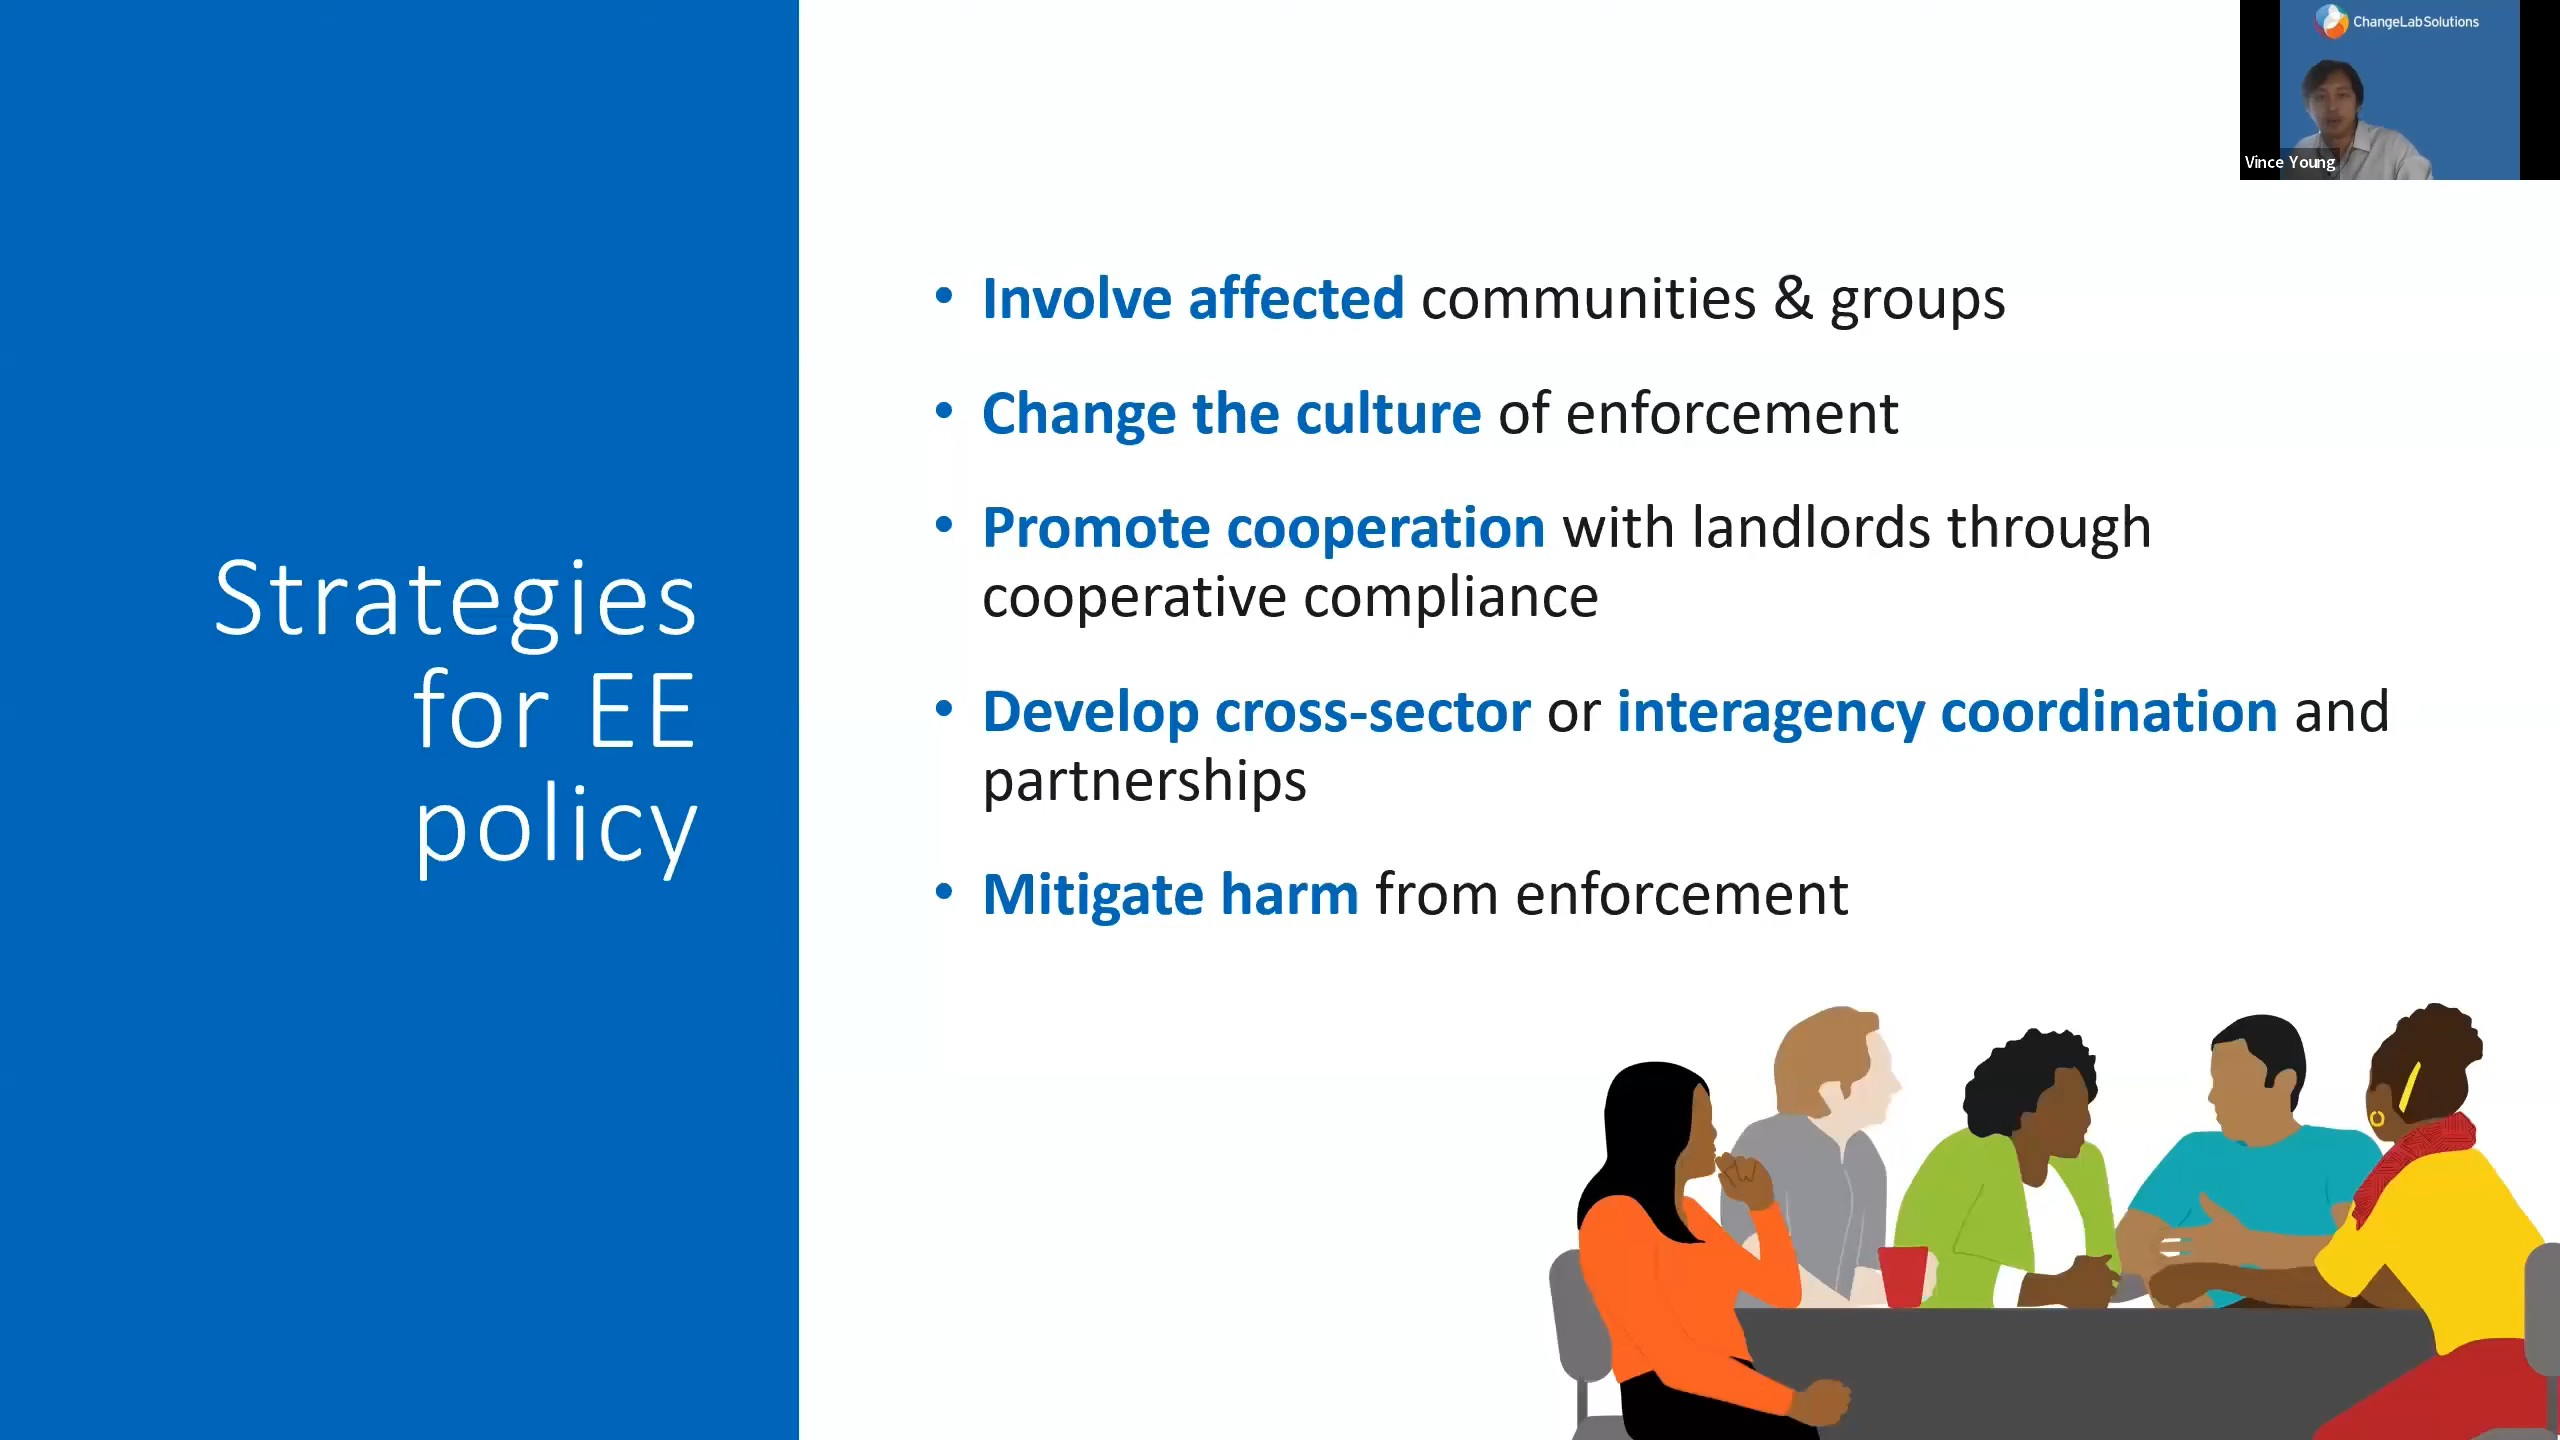 ChangeLabSolutions
Vince Young
Strategies
for EE
policy
• Involve affected communities & groups
• Change the culture of enforcement
• Promote cooperation with landlords through
cooperative compliance
• Develop cross-sector or interagency coordination and
partnerships
• Mitigate harm from enforcement